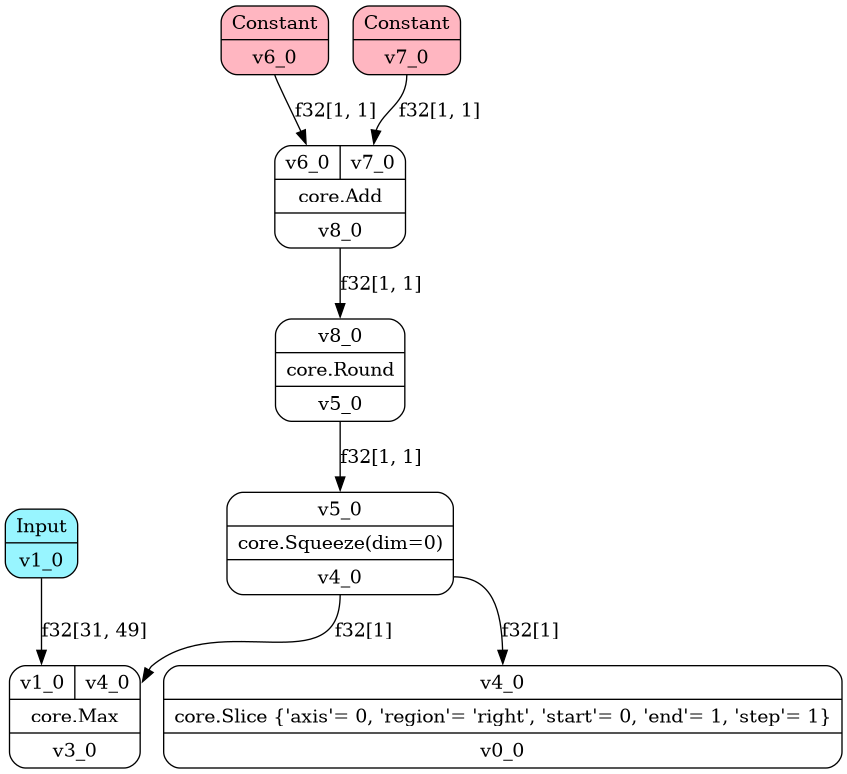 Constant
v6_0
Constant
v7_0
f32[1, 1]
f32[1, 1]
v6_0
v7_0
core.Add
v8_0
f32[1, 1]
v8_0
core.Round
v5_0
f32[1, 1]
v5_0
core.Squeeze(dim=0)
v4_0
Input
v1_0
f32[31, 49]
f32[1]
f32[1]
v1_0
v4_0
core.Max
v3_0
v4_0
core.Slice {'axis'= 0, 'region'= 'right', 'start'= 0, 'end'= 1, 'step'= 1}
v0_0